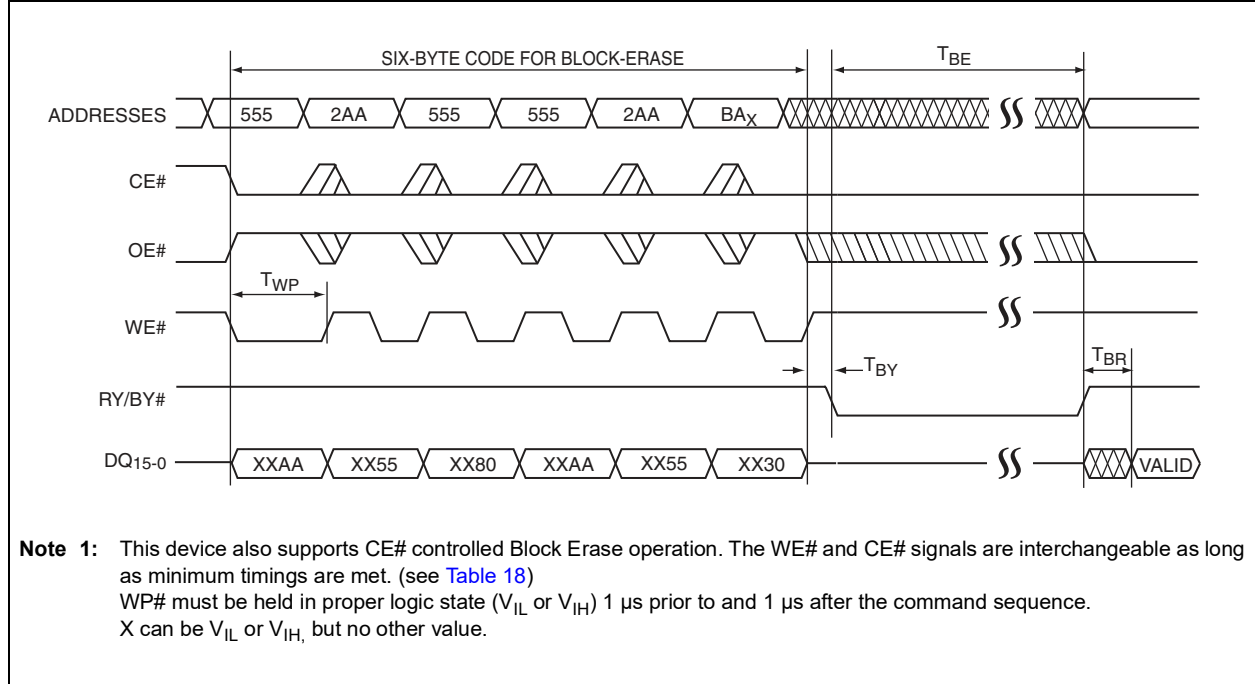 SIX-BYTE CODE FOR BLOCK-ERASE TBE
ADDRESSES 555 2AA 555 555 2AA BAX
CE#
OE#
TWP
WE#
TBY TBR
RY/BY#
DQ15-0 XXAA XX55 XX80 XXAA XX55 XX30 VALID
Note 1: This device also supports CE# controlled Block Erase operation. The WE# and CE# signals are interchangeable as long
as minimum timings are met. (see Table 18)
WP# must be held in proper logic state (VIL or VIH) 1 µs prior to and 1 µs after the command sequence.
X can be VIL or VIH, but no other value.